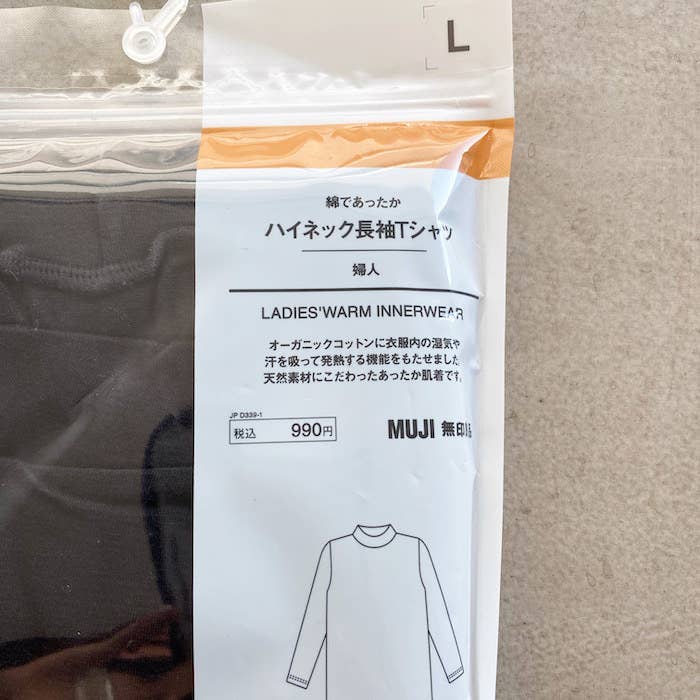 L
綿であったか
ハイネック長袖Tシャツ
婦人
LADIES'WARM INNERWEAR
オーガニックコットンに衣服内の湿気や
汗を吸って発熱する機能をもたせました。
天然素材にこだわったあったか肌着です。
JP D339-1
税込 990円
MUJI 無印良品